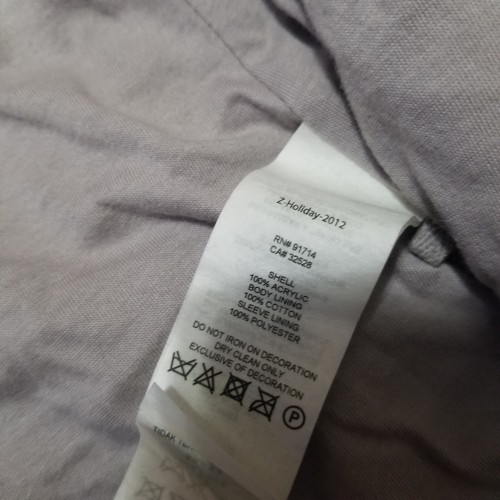 Z-Holiday-2012
RN# 91714
CA# 32528
SHELL
100% ACRYLIC
BODY LINING
100% COTTON
SLEEVE LINING
100% POLYESTER
DO NOT IRON ON DECORATION
DRY CLEAN ONLY
EXCLUSIVE OF DECORATION
P
TIDAK